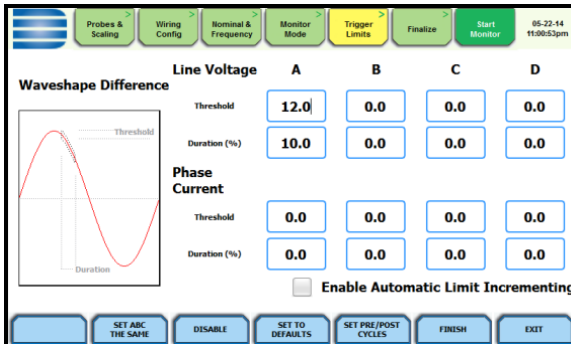 Probes &
Scaling
Wiring
Config
Nominal &
Frequency
Monitor
Mode
Trigger
Limits
Finalize
Start
Monitor
05-22-14
11:00:53pm
Waveshape Difference
Line Voltage A B C D
Threshold 12.0 0.0 0.0 0.0
Duration (%) 10.0 0.0 0.0 0.0
Phase
Current
Threshold 0.0 0.0 0.0 0.0
Duration (%) 0.0 0.0 0.0 0.0
Threshold
Duration
Enable Automatic Limit Incrementing
SET ABC
THE SAME
DISABLE
SET TO
DEFAULTS
SET PRE/POST
CYCLES
FINISH
EXIT